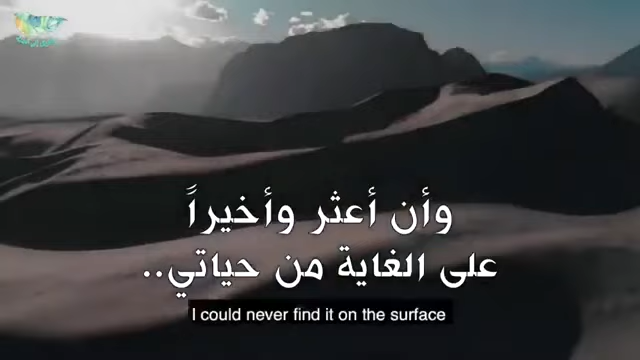 وأن أعثر وأخيراً
على الغاية من حياتي..
I could never find it on the surface